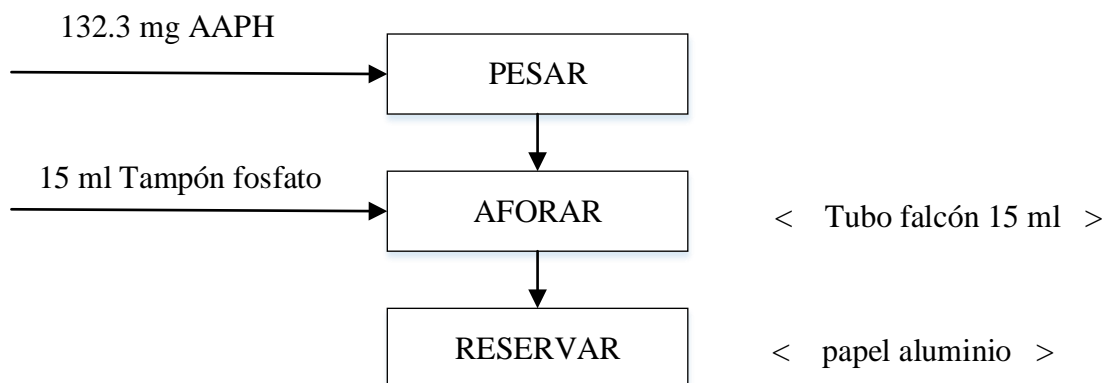 132.3 mg AAPH
PESAR
15 ml Tampón fosfato
AFORAR
< Tubo falcón 15 ml >
RESERVAR
< papel aluminio >